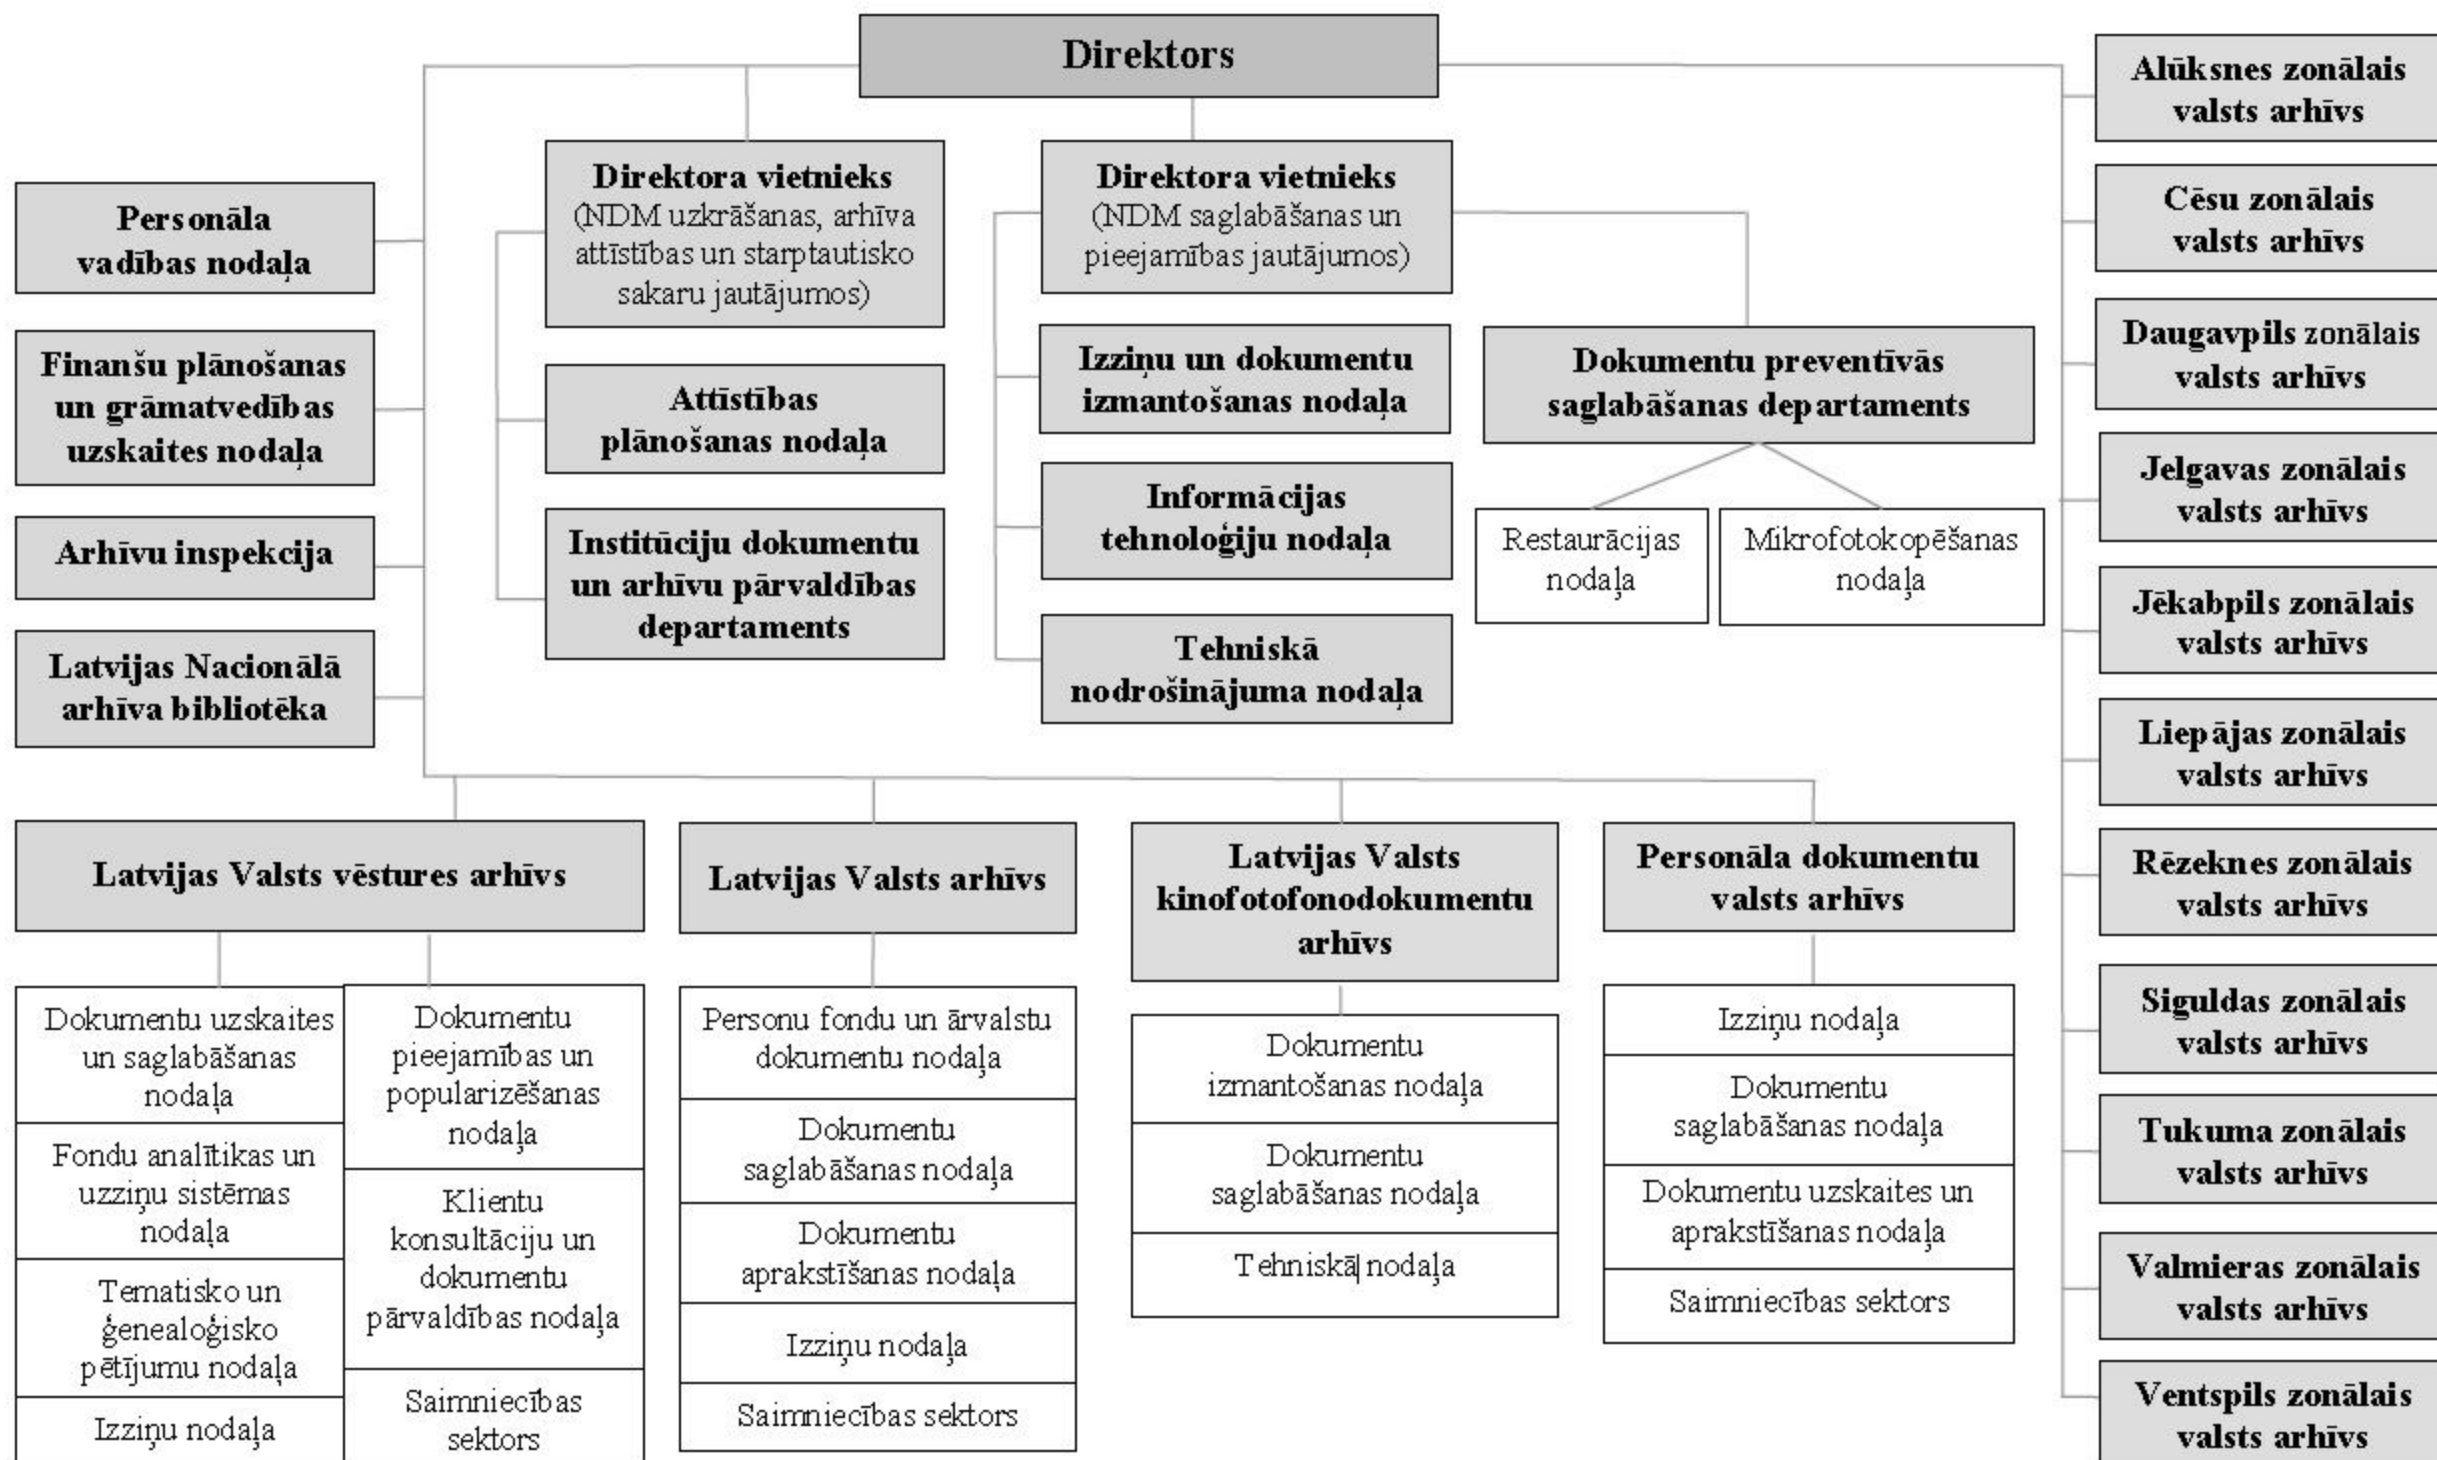 Direktors
Personāla
vadības nodaļa
Finanšu plānošanas
un grāmatvedības
uzskaites nodaļa
Arhīvu inspekcija
Latvijas Nacionālā
arhīva bibliotēka
Direktora vietnieks
(NDM uzkrāšanas, arhīva
attīstības un starptautisko
sakaru jautājumos)
Attīstības
plānošanas nodaļa
Institūciju dokumentu
un arhīvu pārvaldības
departaments
Direktora vietnieks
(NDM saglabāšanas un
pieejamības jautājumos)
Izziņu un dokumentu
izmantošanas nodaļa
Informācijas
tehnoloģiju nodaļa
Tehniskā
nodrošinājuma nodaļa
Dokumentu preventīvās
saglabāšanas departaments
Restaurācijas
nodaļa
Mikrofotokopēšanas
nodaļa
Alūksnes zonālais
valsts arhīvs
Cēsu zonālais
valsts arhīvs
Daugavpils zonālais
valsts arhīvs
Jelgavas zonālais
valsts arhīvs
Jēkabpils zonālais
valsts arhīvs
Liepājas zonālais
valsts arhīvs
Rēzeknes zonālais
valsts arhīvs
Siguldas zonālais
valsts arhīvs
Tukuma zonālais
valsts arhīvs
Valmieras zonālais
valsts arhīvs
Ventspils zonālais
valsts arhīvs
Latvijas Valsts vēstures arhīvs
Dokumentu uzskaites
un saglabāšanas
nodaļa
Fondu analītikas un
uzziņu sistēmas
nodaļa
Tematisko un
ģenealoģisko
pētījumu nodaļa
Izziņu nodaļa
Dokumentu
pieejamības un
popularizēšanas
nodaļa
Klientu
konsultāciju un
dokumentu
pārvaldības nodaļa
Saimniecības
sektors
Latvijas Valsts arhīvs
Personu fondu un ārvalstu
dokumentu nodaļa
Dokumentu
saglabāšanas nodaļa
Dokumentu
aprakstīšanas nodaļa
Izziņu nodaļa
Saimniecības sektors
Latvijas Valsts
kinofotofonodokumentu
arhīvs
Dokumentu
izmantošanas nodaļa
Dokumentu
saglabāšanas nodaļa
Tehniskā nodaļa
Personāla dokumentu
valsts arhīvs
Izziņu nodaļa
Dokumentu
saglabāšanas nodaļa
Dokumentu uzskaites un
aprakstīšanas nodaļa
Saimniecības sektors